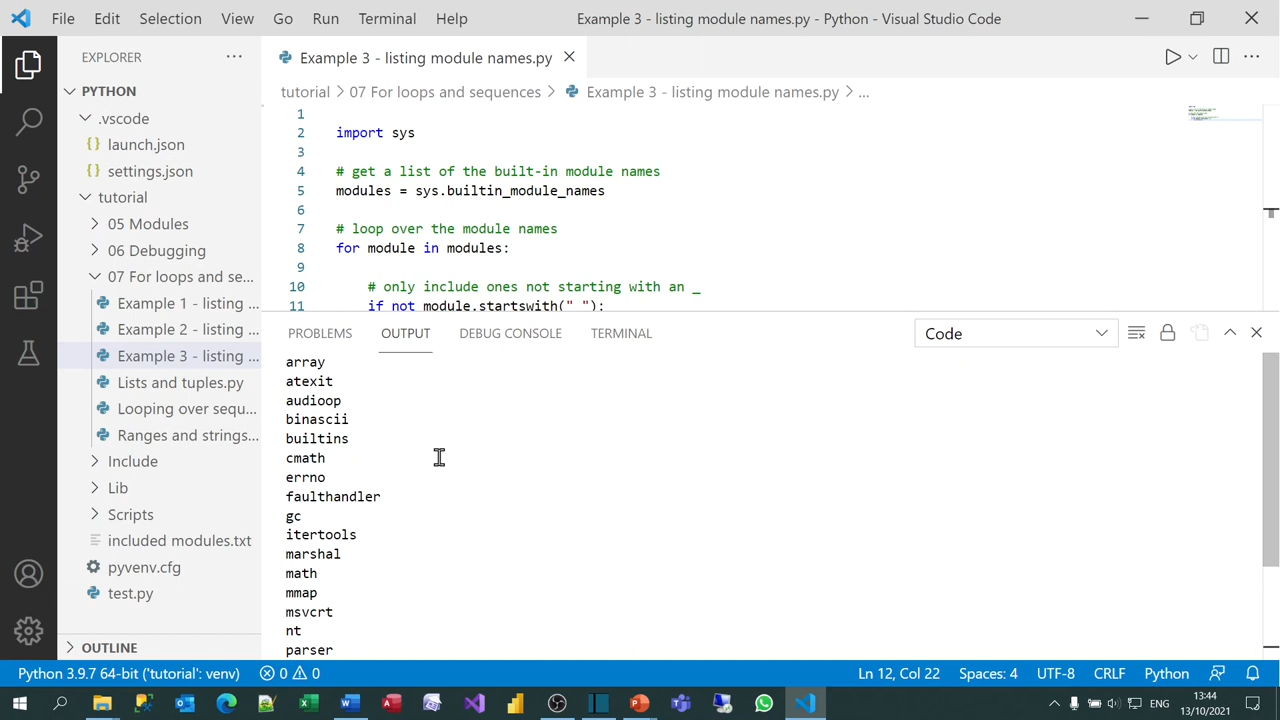 File Edit Selection View Go Run Terminal Help
Example 3 - listing module names.py - Python - Visual Studio Code
EXPLORER
PYTHON
.vscode
launch.json
settings.json
tutorial
05 Modules
06 Debugging
07 For loops and se...
Example 1 - listing ...
Example 2 - listing ...
Example 3 - listing ...
Lists and tuples.py
Looping over sequ...
Ranges and strings...
Include
Lib
Scripts
included modules.txt
pyvenv.cfg
test.py
OUTLINE
Example 3 - listing module names.py
tutorial > 07 For loops and sequences > Example 3 - listing module names.py > ...
1
2 import sys
3
4 # get a list of the built-in module names
5 modules = sys.builtin_module_names
6
7 # loop over the module names
8 for module in modules:
9
10 # only include ones not starting with an _
11 if not module.startswith("_"):
PROBLEMS OUTPUT DEBUG CONSOLE TERMINAL
Code
array
atexit
audioop
binascii
builtins
cmath
errno
faulthandler
gc
itertools
marshal
math
mmap
msvcrt
nt
parser
Python 3.9.7 64-bit ('tutorial': venv) 0 0 Ln 12, Col 22 Spaces: 4 UTF-8 CRLF Python
ENG
13:44
13/10/2021